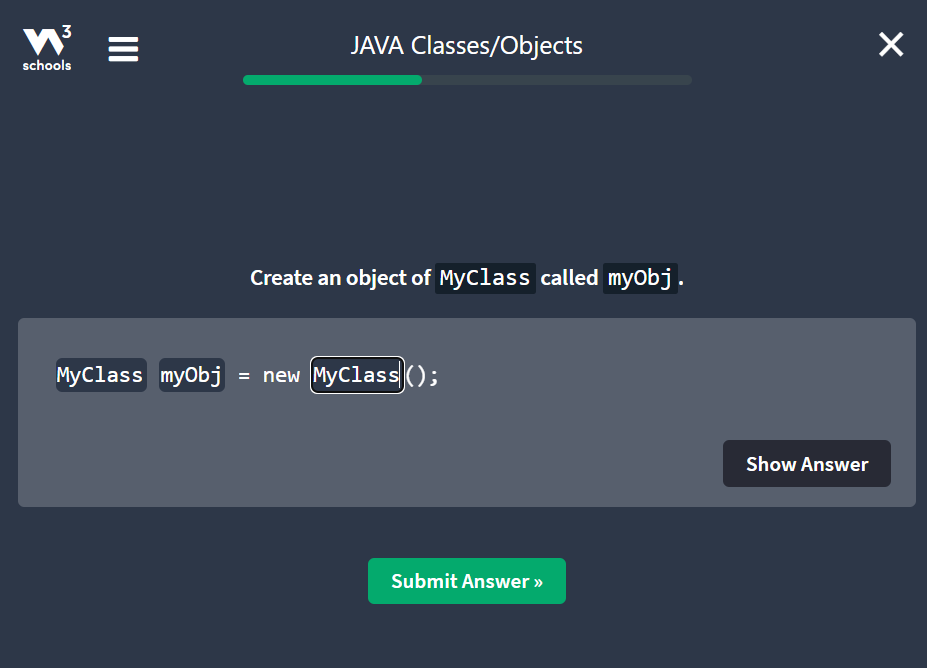 3
schools
JAVA Classes/Objects
Create an object of MyClass called myObj.
MyClass myObj = new MyClass();
Show Answer
Submit Answer »